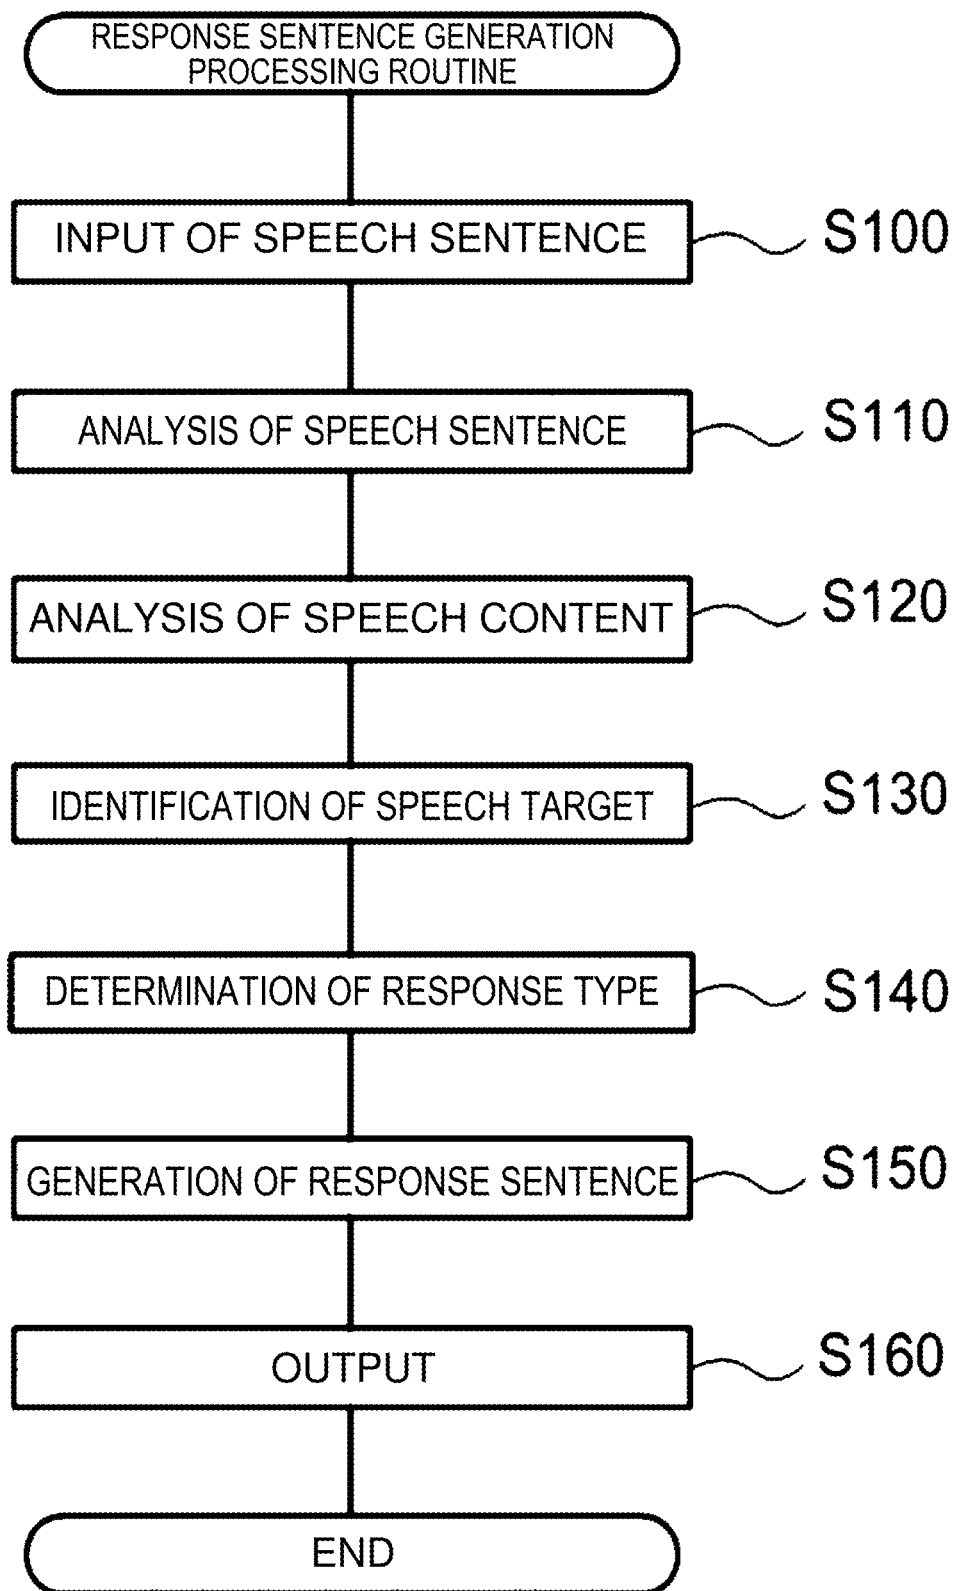 RESPONSE SENTENCE GENERATION
PROCESSING ROUTINE
INPUT OF SPEECH SENTENCE
S100
ANALYSIS OF SPEECH SENTENCE
S110
ANALYSIS OF SPEECH CONTENT
S120
IDENTIFICATION OF SPEECH TARGET
S130
DETERMINATION OF RESPONSE TYPE
S140
GENERATION OF RESPONSE SENTENCE
S150
OUTPUT
S160
END